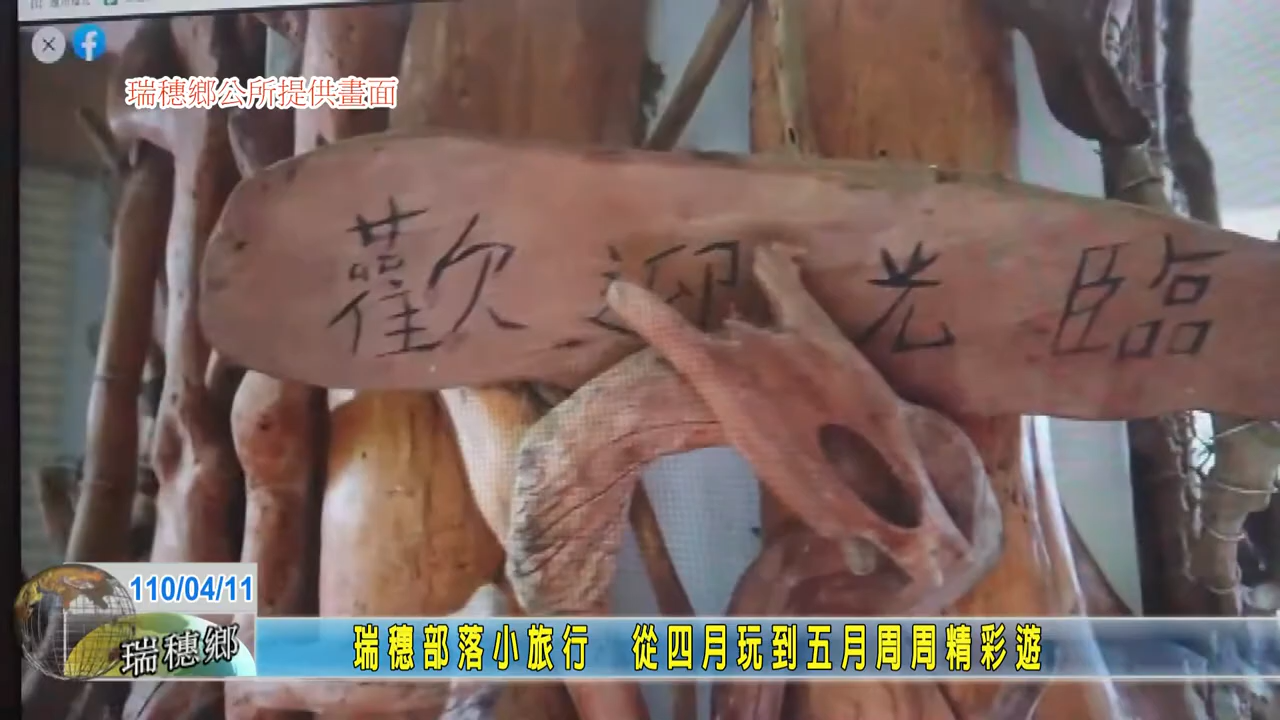 瑞穗鄉公所提供畫面
歡迎光臨
110/04/11
瑞穗鄉
瑞穗部落小旅行 從四月玩到五月周周精彩遊